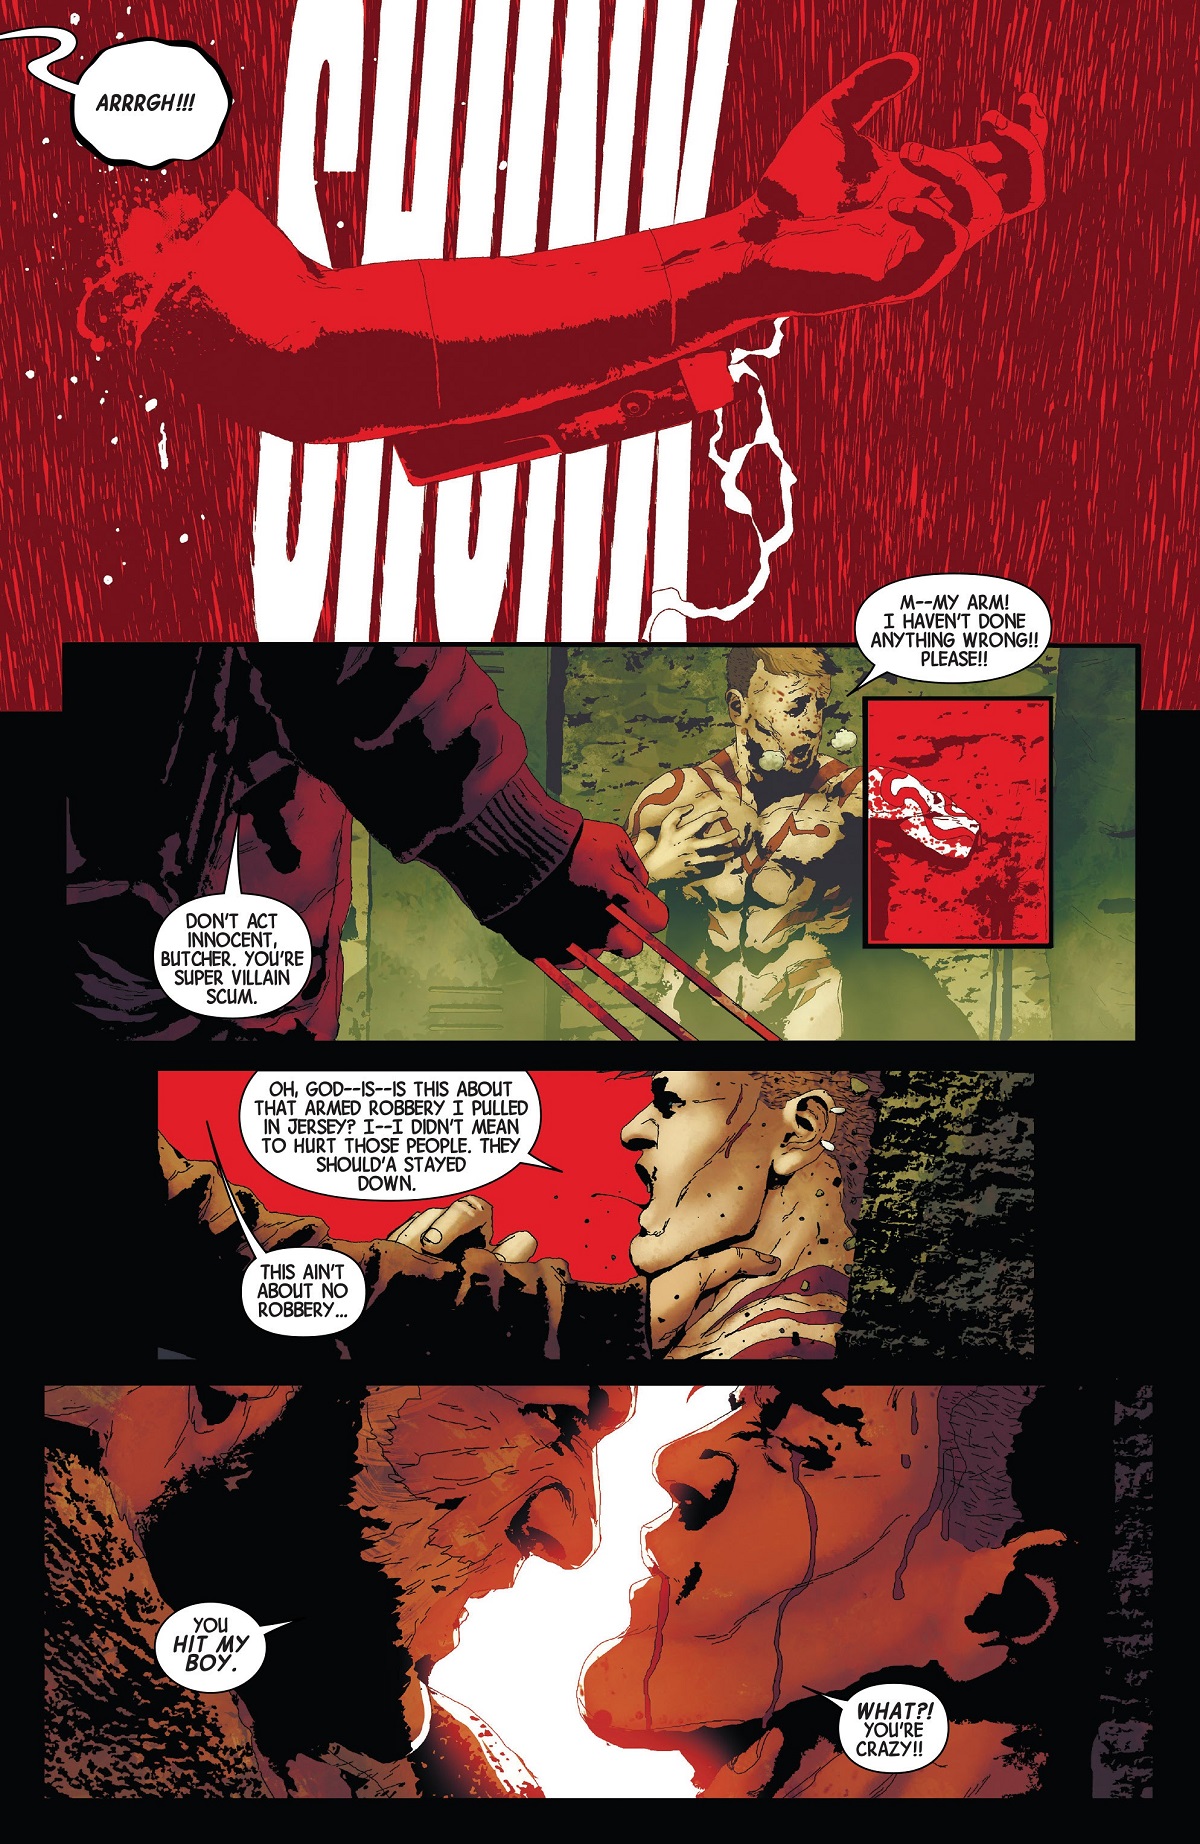 ARRRGH!!!
M--MY ARM!
I HAVEN'T DONE
ANYTHING WRONG!!
PLEASE!!
DON'T ACT
INNOCENT,
BUTCHER. YOU'RE
SUPER VILLAIN
SCUM.
OH, GOD--IS--IS THIS ABOUT
THAT ARMED ROBBERY I PULLED
IN JERSEY? I--I DIDN'T MEAN
TO HURT THOSE PEOPLE. THEY
SHOULD'A STAYED
DOWN.
THIS AIN'T
ABOUT NO
ROBBERY...
YOU
HIT MY
BOY.
WHAT?!
YOU'RE
CRAZY!!